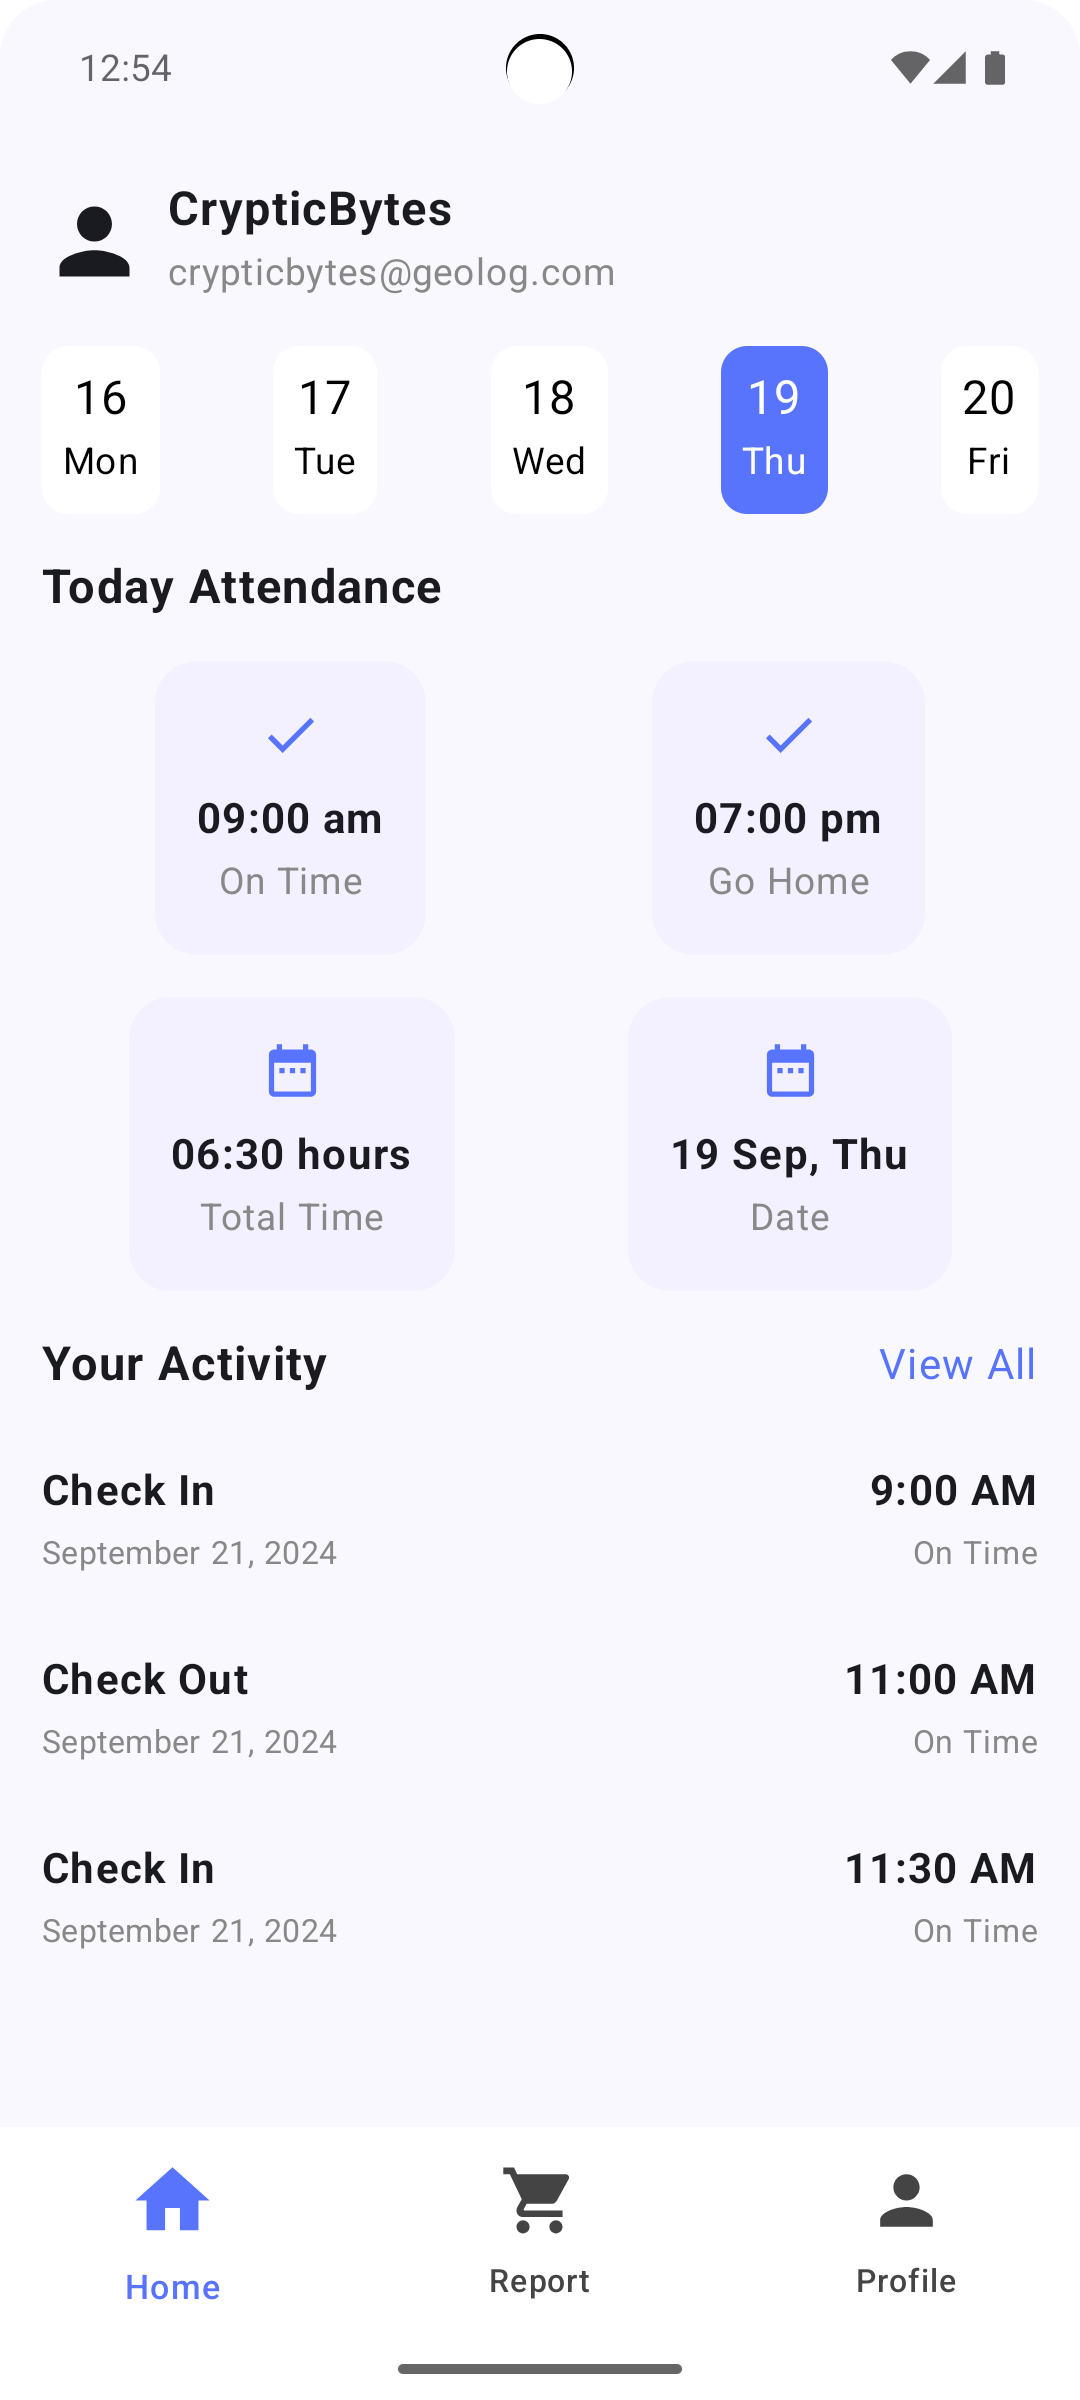 12:54
CrypticBytes
crypticbytes@geolog.com
16 17 18 19 20
Mon Tue Wed Thu Fri
Today Attendance
09:00 am 07:00 pm
On Time Go Home
06:30 hours 19 Sep, Thu
Total Time Date
Your Activity View All
Check In 9:00 AM
September 21, 2024 On Time
Check Out 11:00 AM
September 21, 2024 On Time
Check In 11:30 AM
September 21, 2024 On Time
Home Report Profile